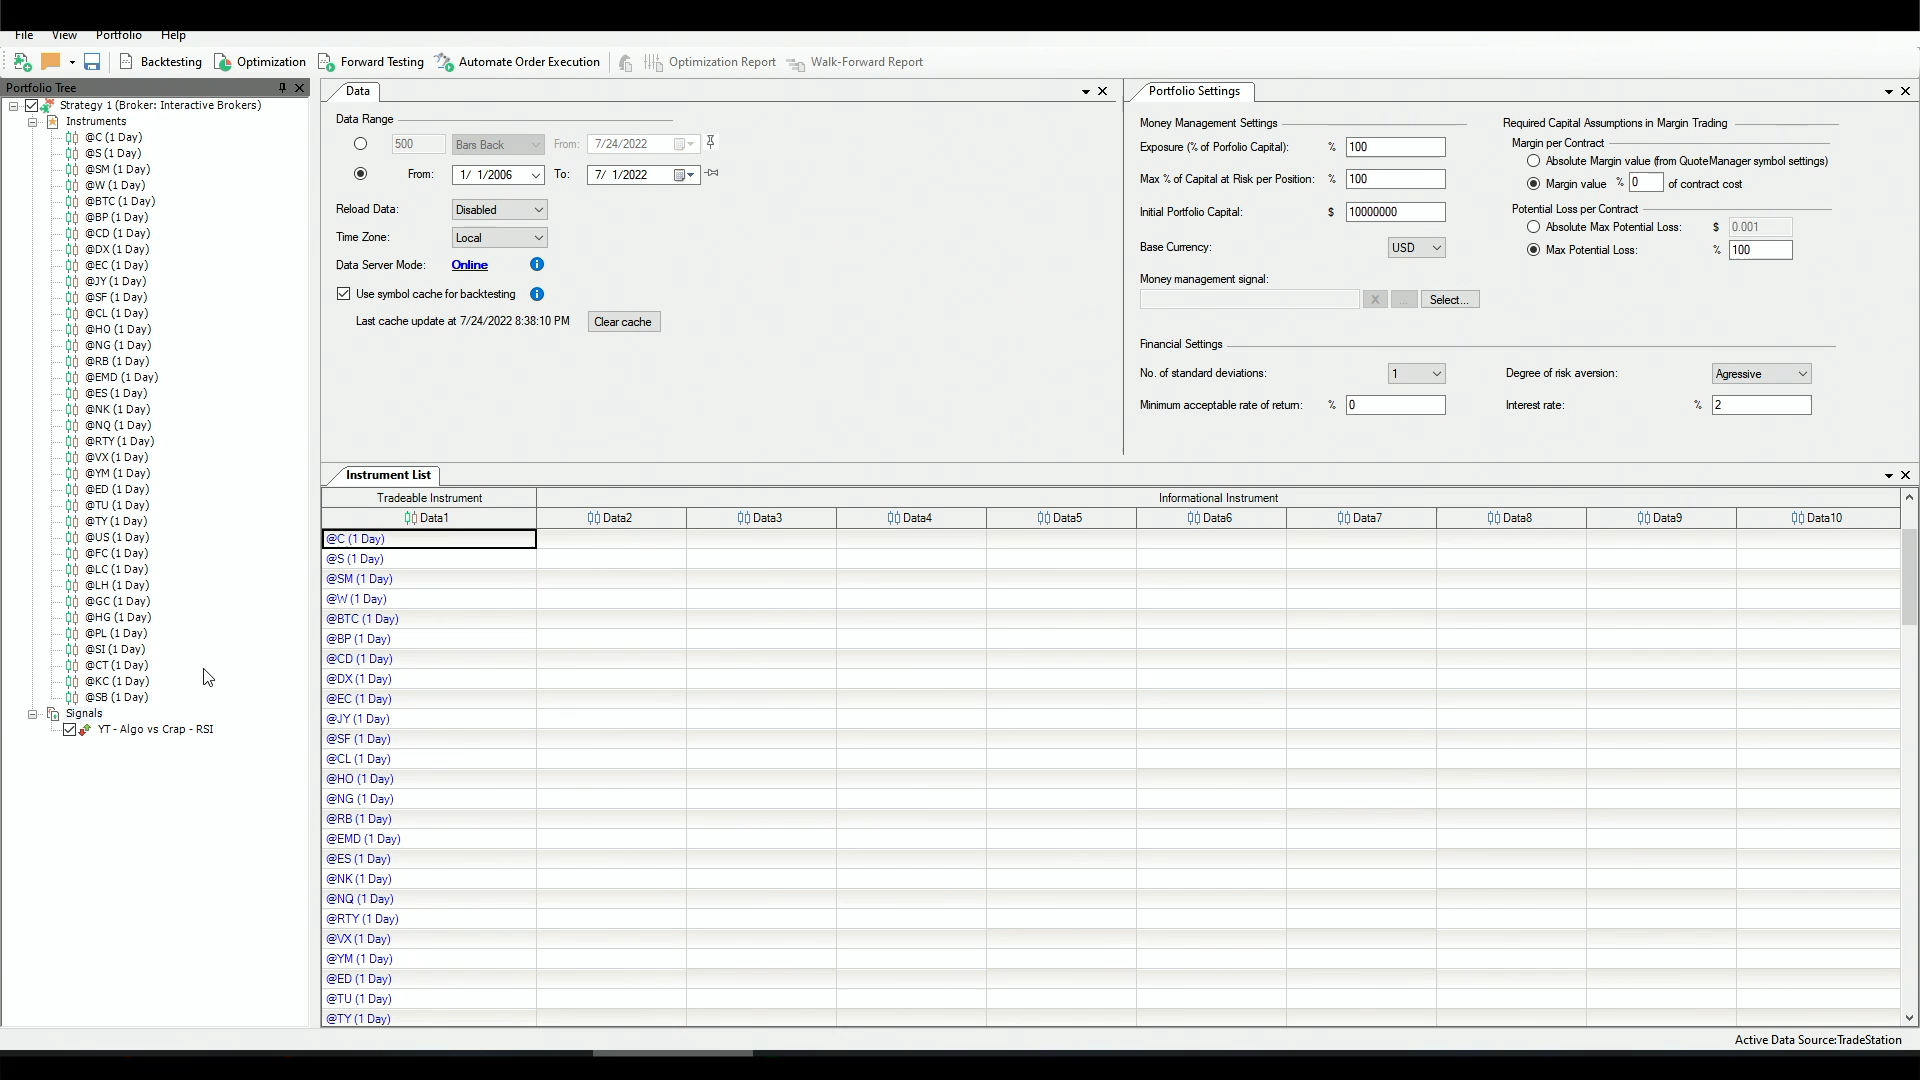 File View Portfolio Help
Backtesting Optimization Forward Testing Automate Order Execution Optimization Report Walk-Forward Report
Portfolio Tree
Strategy 1 (Broker: Interactive Brokers)
Instruments
@C (1 Day)
@S (1 Day)
@SM (1 Day)
@W (1 Day)
@BTC (1 Day)
@BP (1 Day)
@CD (1 Day)
@DX (1 Day)
@EC (1 Day)
@JY (1 Day)
@SF (1 Day)
@CL (1 Day)
@HO (1 Day)
@NG (1 Day)
@RB (1 Day)
@EMD (1 Day)
@ES (1 Day)
@NK (1 Day)
@NQ (1 Day)
@RTY (1 Day)
@VX (1 Day)
@YM (1 Day)
@ED (1 Day)
@TU (1 Day)
@TY (1 Day)
@US (1 Day)
@FC (1 Day)
@LC (1 Day)
@LH (1 Day)
@GC (1 Day)
@HG (1 Day)
@PL (1 Day)
@SI (1 Day)
@CT (1 Day)
@KC (1 Day)
@SB (1 Day)
Signals
YT - Algo vs Crap - RSI
Data
Data Range
500 Bars Back From: 7/24/2022
From: 1/ 1/2006 To: 7/ 1/2022
Reload Data: Disabled
Time Zone: Local
Data Server Mode: Online
Use symbol cache for backtesting
Last cache update at 7/24/2022 8:38:10 PM Clear cache
Portfolio Settings
Money Management Settings
Exposure (% of Porfolio Capital): % 100
Max % of Capital at Risk per Position: % 100
Initial Portfolio Capital: $ 10000000
Base Currency: USD
Money management signal:
X ... Select...
Required Capital Assumptions in Margin Trading
Margin per Contract
Absolute Margin value (from QuoteManager symbol settings)
Margin value % 0 of contract cost
Potential Loss per Contract
Absolute Max Potential Loss: $ 0.001
Max Potential Loss: % 100
Financial Settings
No. of standard deviations: 1 Degree of risk aversion: Agressive
Minimum acceptable rate of return: % 0 Interest rate: % 2
Instrument List
Tradeable Instrument Informational Instrument
Data1 Data2 Data3 Data4 Data5 Data6 Data7 Data8 Data9 Data10
@C (1 Day)
@S (1 Day)
@SM (1 Day)
@W (1 Day)
@BTC (1 Day)
@BP (1 Day)
@CD (1 Day)
@DX (1 Day)
@EC (1 Day)
@JY (1 Day)
@SF (1 Day)
@CL (1 Day)
@HO (1 Day)
@NG (1 Day)
@RB (1 Day)
@EMD (1 Day)
@ES (1 Day)
@NK (1 Day)
@NQ (1 Day)
@RTY (1 Day)
@VX (1 Day)
@YM (1 Day)
@ED (1 Day)
@TU (1 Day)
@TY (1 Day)
Active Data Source:TradeStation